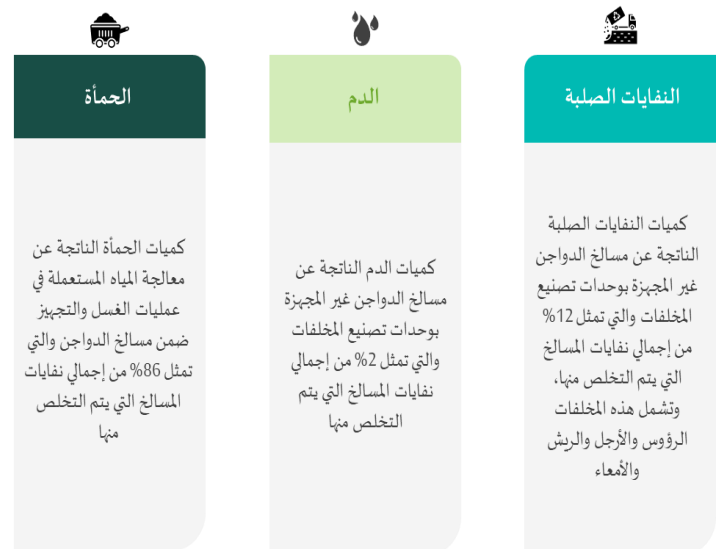 النفايات الصلبة
كميات النفايات الصلبة
الناتجة عن مسالخ الدواجن
غير المجهزة بوحدات تصنيع
المخلفات والتي تمثل 12%
من إجمالي نفايات المسالخ
التي يتم التخلص منها،
وتشمل هذه المخلفات
الرؤوس والأرجل والريش
والأمعاء
الدم
كميات الدم الناتجة عن
مسالخ الدواجن غير المجهزة
بوحدات تصنيع المخلفات
والتي تمثل 2% من إجمالي
نفايات المسالخ التي يتم
التخلص منها
الحمأة
كميات الحمأة الناتجة عن
معالجة المياه المستعملة في
عمليات الغسل والتجهيز
ضمن مسالخ الدواجن والتي
تمثل 86% من إجمالي نفايات
المسالخ التي يتم التخلص
منها